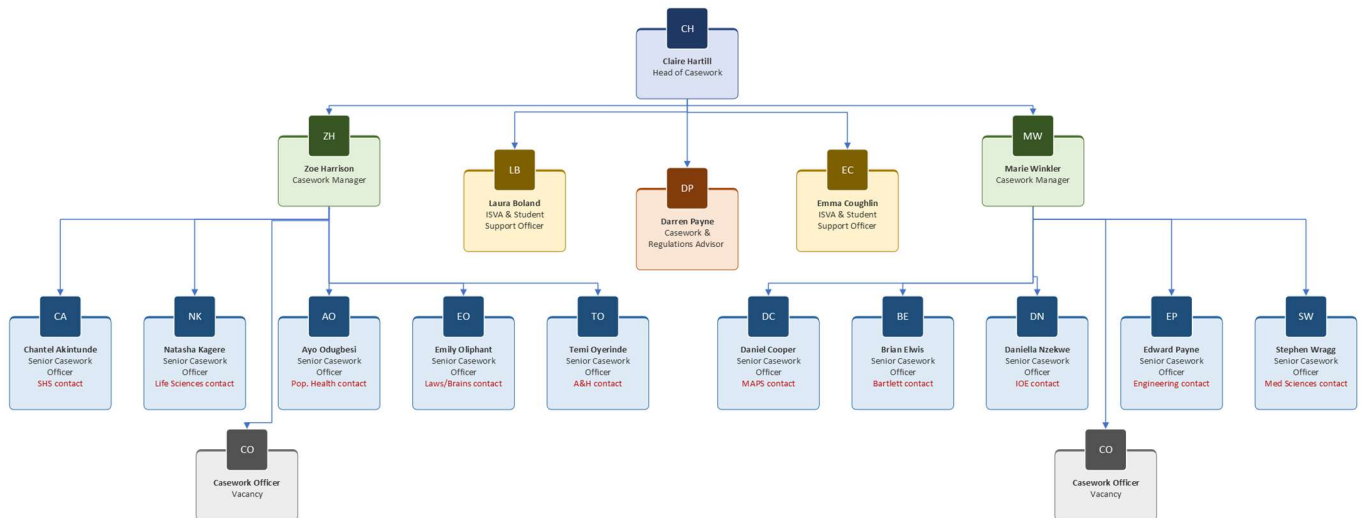 CH
Claire Hartill
Head of Casework
ZH
Zoe Harrison
Casework Manager
LB
Laura Boland
ISVA & Student
Support Officer
DP
Darren Payne
Casework &
Regulations Advisor
EC
Emma Coughlin
ISVA & Student
Support Officer
MW
Marie Winkler
Casework Manager
CA
Chantel Akintunde
Senior Casework
Officer
SHS contact
NK
Natasha Kagere
Senior Casework
Officer
Life Sciences contact
AO
Ayo Odugbesi
Senior Casework
Officer
Pop. Health contact
EO
Emily Oliphant
Senior Casework
Officer
Laws/Brains contact
TO
Temi Oyerinde
Senior Casework
Officer
A&H contact
DC
Daniel Cooper
Senior Casework
Officer
MAPS contact
BE
Brian Elwis
Senior Casework
Officer
Bartlett contact
DN
Daniella Nzekwe
Senior Casework
Officer
IOE contact
EP
Edward Payne
Senior Casework
Officer
Engineering contact
SW
Stephen Wragg
Senior Casework
Officer
Med Sciences contact
CO
Casework Officer
Vacancy
CO
Casework Officer
Vacancy